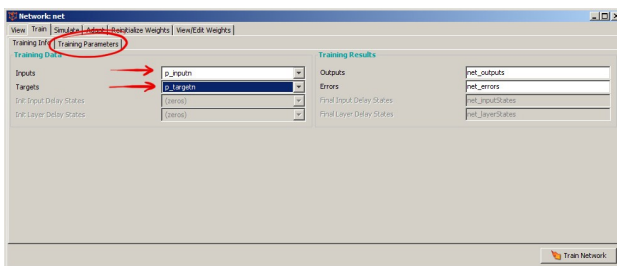 Network: net
View Train Simulate Adapt Reinitialize Weights View/Edit Weights
Training Info Training Parameters
Training Data Training Results
Inputs p_inputn Outputs net_outputs
Targets p_targetn Errors net_errors
Init Input Delay States (zeros) Final Input Delay States net_inputStates
Init Layer Delay States (zeros) Final Layer Delay States net_layerStates
Train Network